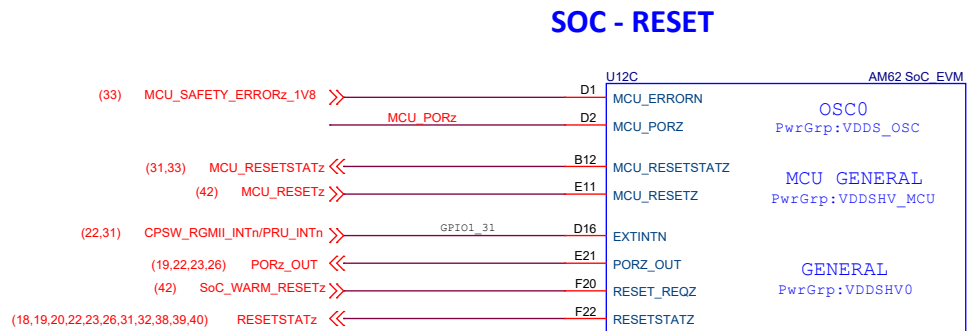 SOC - RESET
U12C AM62 SoC_EVM
(33) MCU_SAFETY_ERRORz_1V8 D1 MCU_ERRORN
OSC0
MCU_PORz D2 MCU_PORZ
PwrGrp:VDDS_OSC
(31,33) MCU_RESETSTATz B12 MCU_RESETSTATZ
MCU GENERAL
(42) MCU_RESETz E11 MCU_RESETZ
PwrGrp:VDDSHV_MCU
(22,31) CPSW_RGMII_INTn/PRU_INTn GPIO1_31 D16 EXTINTN
(19,22,23,26) PORz_OUT E21 PORZ_OUT
GENERAL
(42) SoC_WARM_RESETz F20 RESET_REQZ
PwrGrp:VDDSHV0
(18,19,20,22,23,26,31,32,38,39,40) RESETSTATz F22 RESETSTATZ